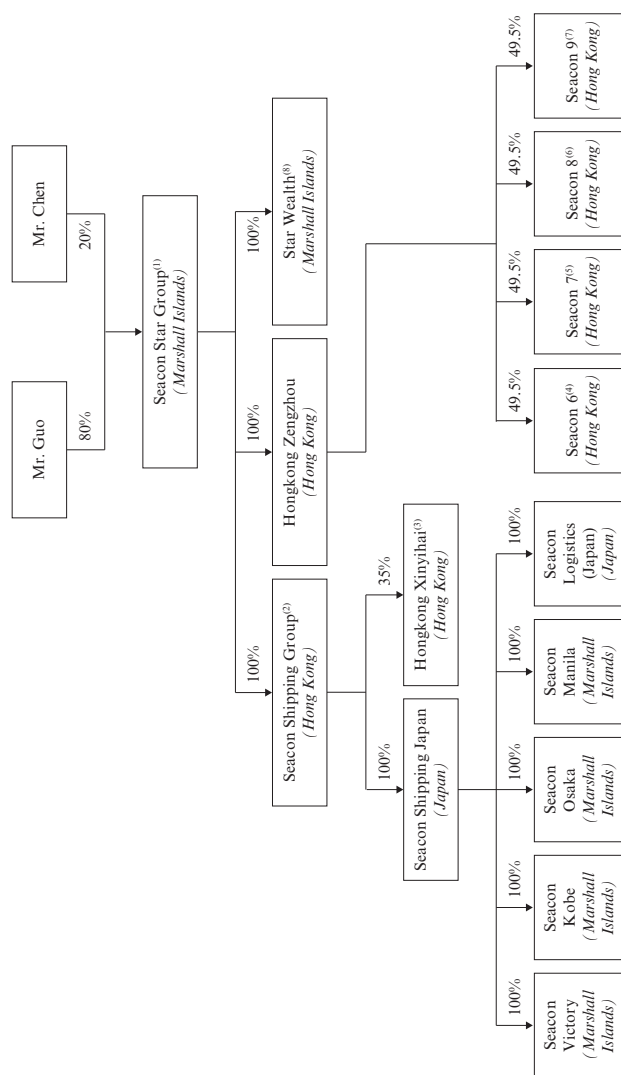 Mr. Guo
Mr. Chen
80%
20%
Seacon Star Group(1)
(Marshall Islands)
100%
100%
100%
Seacon Shipping Group(2)
(Hong Kong)
Hongkong Zengzhou
(Hong Kong)
Star Wealth(8)
(Marshall Islands)
100%
35%
Seacon Shipping Japan
(Japan)
Hongkong Xinyihai(3)
(Hong Kong)
100%
100%
100%
100%
100%
49.5%
49.5%
49.5%
49.5%
Seacon
Victory
(Marshall
Islands)
Seacon
Kobe
(Marshall
Islands)
Seacon
Osaka
(Marshall
Islands)
Seacon
Manila
(Marshall
Islands)
Seacon
Logistics
(Japan)
(Japan)
Seacon 6(4)
(Hong Kong)
Seacon 7(5)
(Hong Kong)
Seacon 8(6)
(Hong Kong)
Seacon 9(7)
(Hong Kong)